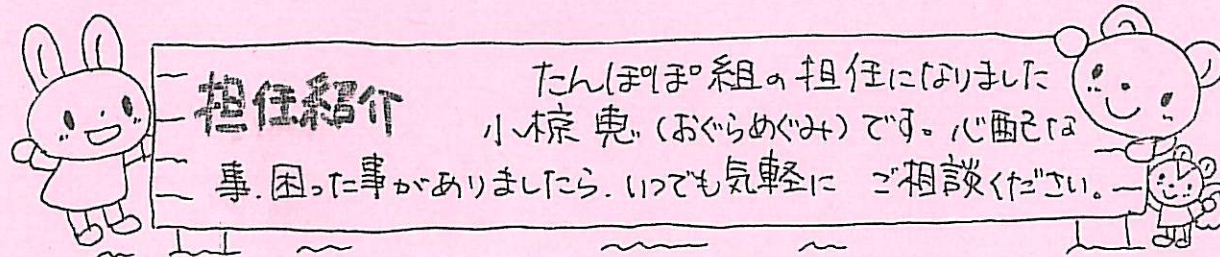 担任紹介
たんぽぽ組の担任になりました
小椋 恵 (おぐらめぐみ)です。心配な
事、困った事がありましたら、いつでも気軽に ご相談ください。